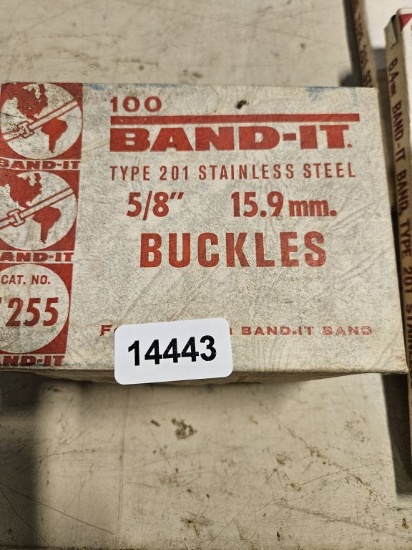 100
BAND-IT
TYPE 201 STAINLESS STEEL
5/8" 15.9 mm.
BUCKLES
BAND-IT BAND
14443
BAND-IT
BAND-IT
CAT. NO.
255
AND-IT
BAND-IT BAND, TYPE 201